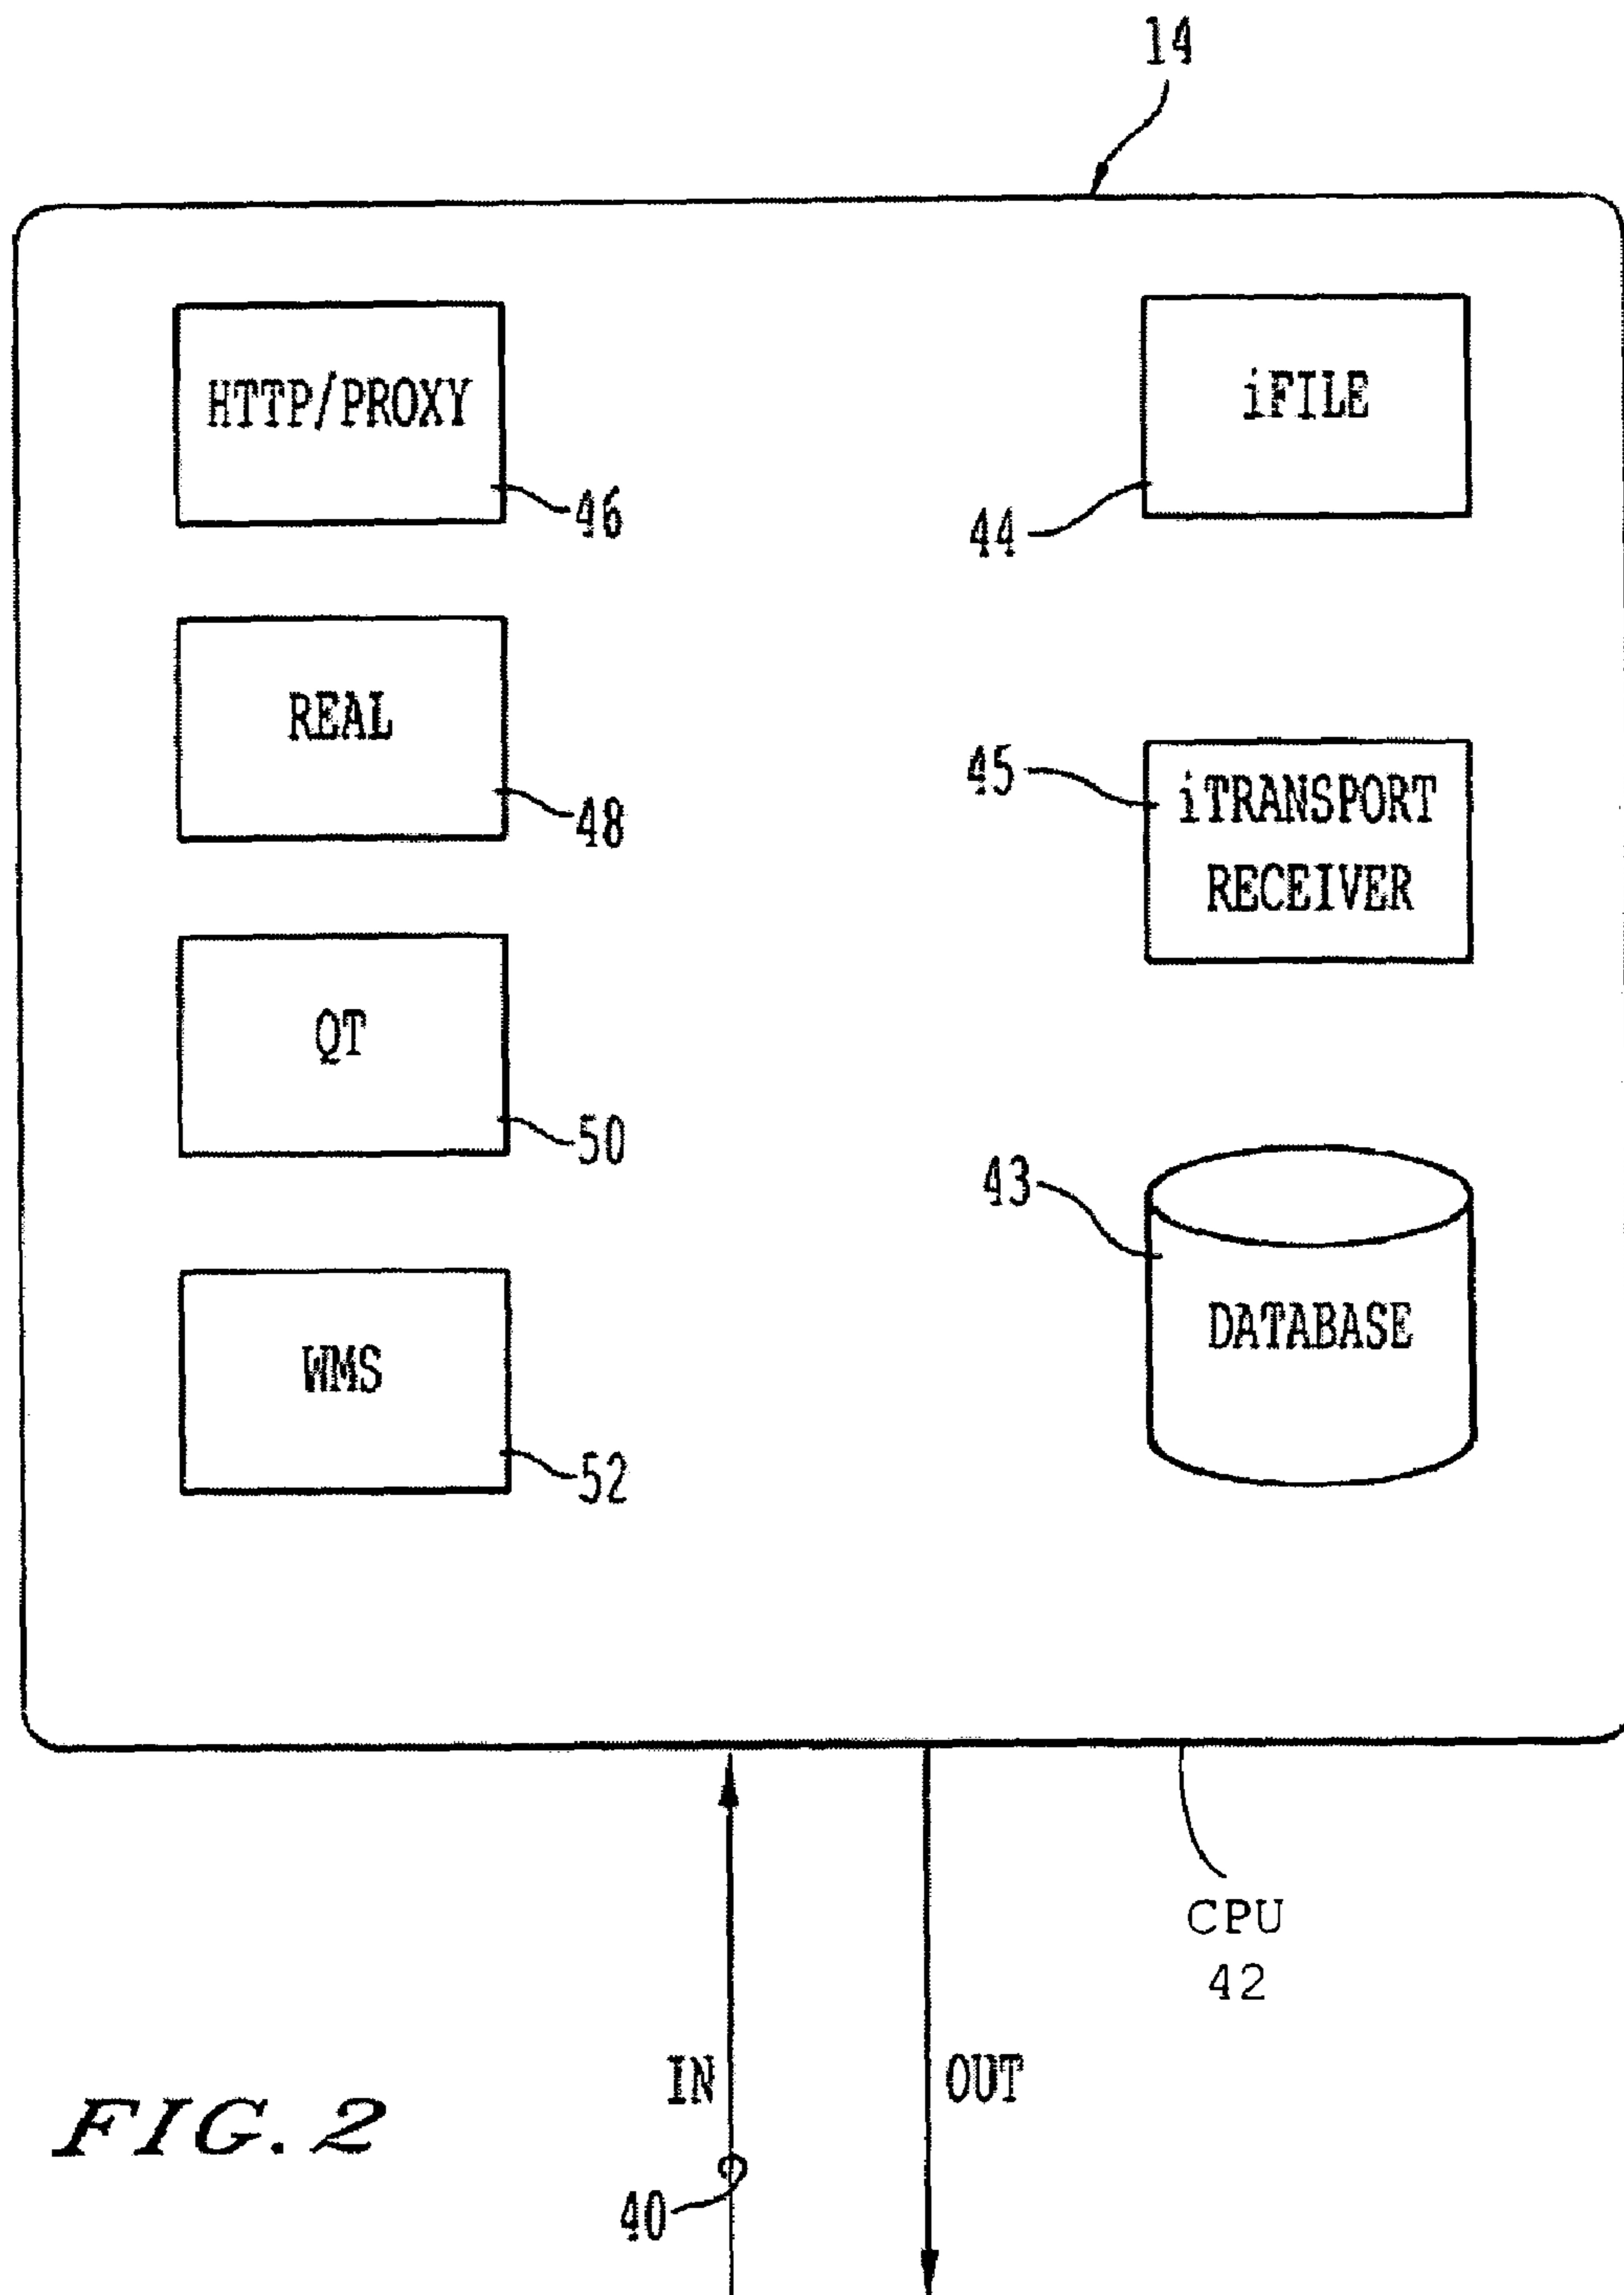 14
HTTP/PROXY
46
iFILE
44
REAL
48
45
iTRANSPORT
RECEIVER
QT
50
43
DATABASE
WMS
52
CPU
42
IN
OUT
40
FIG. 2